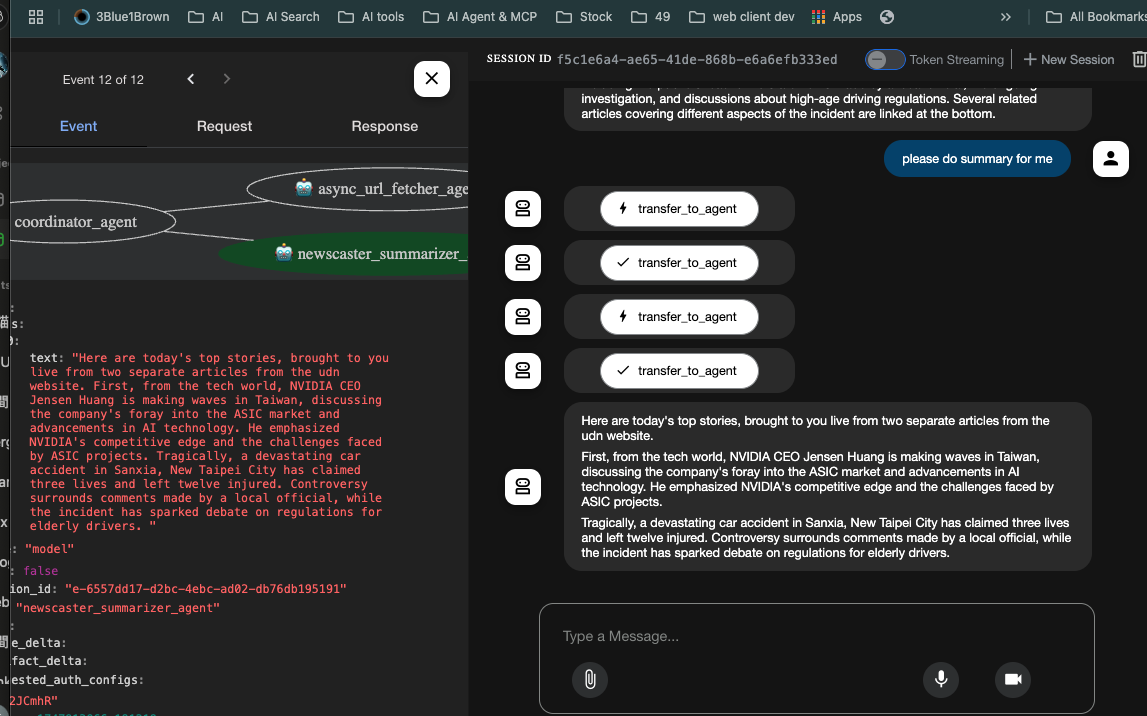 3Blue1Brown
AI
AI Search
AI tools
AI Agent & MCP
Stock
49
web client dev
Apps
All Bookmarks
Event 12 of 12
Event
Request
Response
async_url_fetcher_age
coordinator_agent
newscaster_summarizer_
text: "Here are today's top stories, brought to you
live from two separate articles from the udn
website. First, from the tech world, NVIDIA CEO
Jensen Huang is making waves in Taiwan, discussing
the company's foray into the ASIC market and
advancements in AI technology. He emphasized
NVIDIA's competitive edge and the challenges faced
by ASIC projects. Tragically, a devastating car
accident in Sanxia, New Taipei City has claimed
three lives and left twelve injured. Controversy
surrounds comments made by a local official, while
the incident has sparked debate on regulations for
elderly drivers. "
: "model"
: false
ion_id: "e-6557dd17-d2bc-4ebc-ad02-db76db195191"
"newscaster_summarizer_agent"
e_delta:
fact_delta:
ested_auth_configs:
2JCmhR"
SESSION ID f5c1e6a4-ae65-41de-868b-e6a6efb333ed
Token Streaming
New Session
investigation, and discussions about high-age driving regulations. Several related
articles covering different aspects of the incident are linked at the bottom.
please do summary for me
transfer_to_agent
transfer_to_agent
transfer_to_agent
transfer_to_agent
Here are today's top stories, brought to you live from two separate articles from the
udn website.
First, from the tech world, NVIDIA CEO Jensen Huang is making waves in Taiwan,
discussing the company's foray into the ASIC market and advancements in AI
technology. He emphasized NVIDIA's competitive edge and the challenges faced by
ASIC projects.
Tragically, a devastating car accident in Sanxia, New Taipei City has claimed three lives
and left twelve injured. Controversy surrounds comments made by a local official, while
the incident has sparked debate on regulations for elderly drivers.
Type a Message...